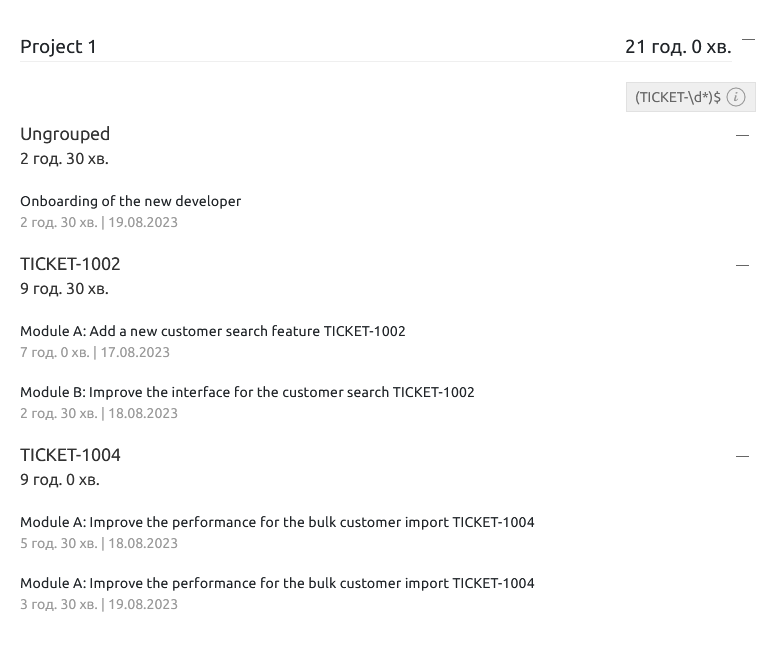 Project 1 21 год. 0 хв.
(TICKET-\d*)$ i
Ungrouped
2 год. 30 хв.
Onboarding of the new developer
2 год. 30 хв. | 19.08.2023
TICKET-1002
9 год. 30 хв.
Module A: Add a new customer search feature TICKET-1002
7 год. 0 хв. | 17.08.2023
Module B: Improve the interface for the customer search TICKET-1002
2 год. 30 хв. | 18.08.2023
TICKET-1004
9 год. 0 хв.
Module A: Improve the performance for the bulk customer import TICKET-1004
5 год. 30 хв. | 18.08.2023
Module A: Improve the performance for the bulk customer import TICKET-1004
3 год. 30 хв. | 19.08.2023